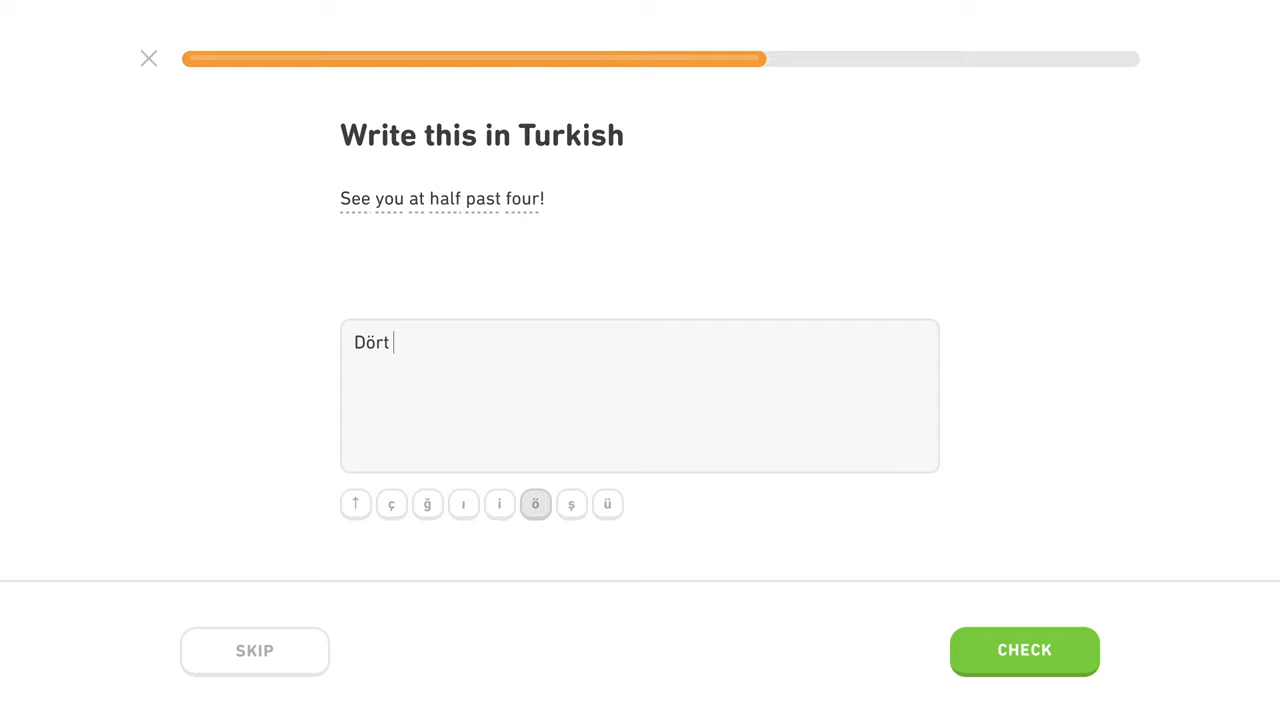 Write this in Turkish
See you at half past four!
Dört
↑ ç ğ ı i ö ş ü
SKIP
CHECK